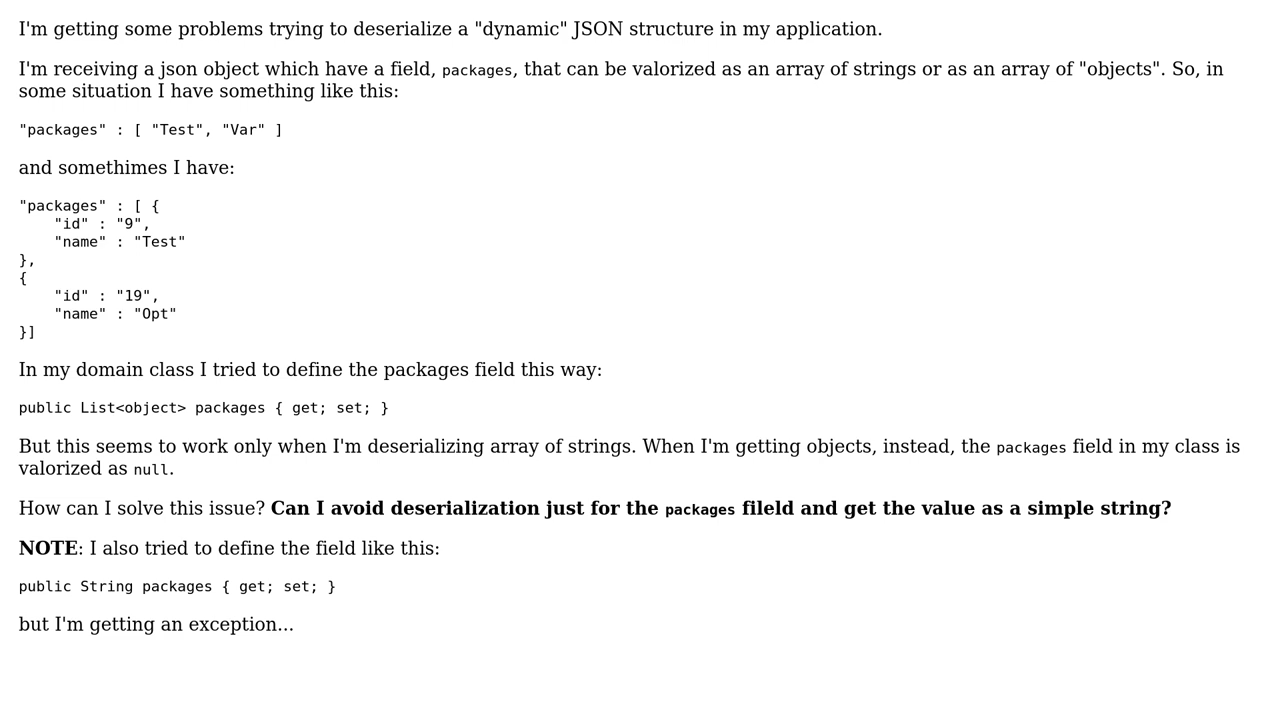 I'm getting some problems trying to deserialize a "dynamic" JSON structure in my application.
I'm receiving a json object which have a field, packages, that can be valorized as an array of strings or as an array of "objects". So, in
some situation I have something like this:
"packages" : [ "Test", "Var" ]
and somethimes I have:
"packages" : [ {
    "id" : "9",
    "name" : "Test"
},
{
    "id" : "19",
    "name" : "Opt"
}]
In my domain class I tried to define the packages field this way:
public List<object> packages { get; set; }
But this seems to work only when I'm deserializing array of strings. When I'm getting objects, instead, the packages field in my class is
valorized as null.
How can I solve this issue? Can I avoid deserialization just for the packages fileld and get the value as a simple string?
NOTE: I also tried to define the field like this:
public String packages { get; set; }
but I'm getting an exception...